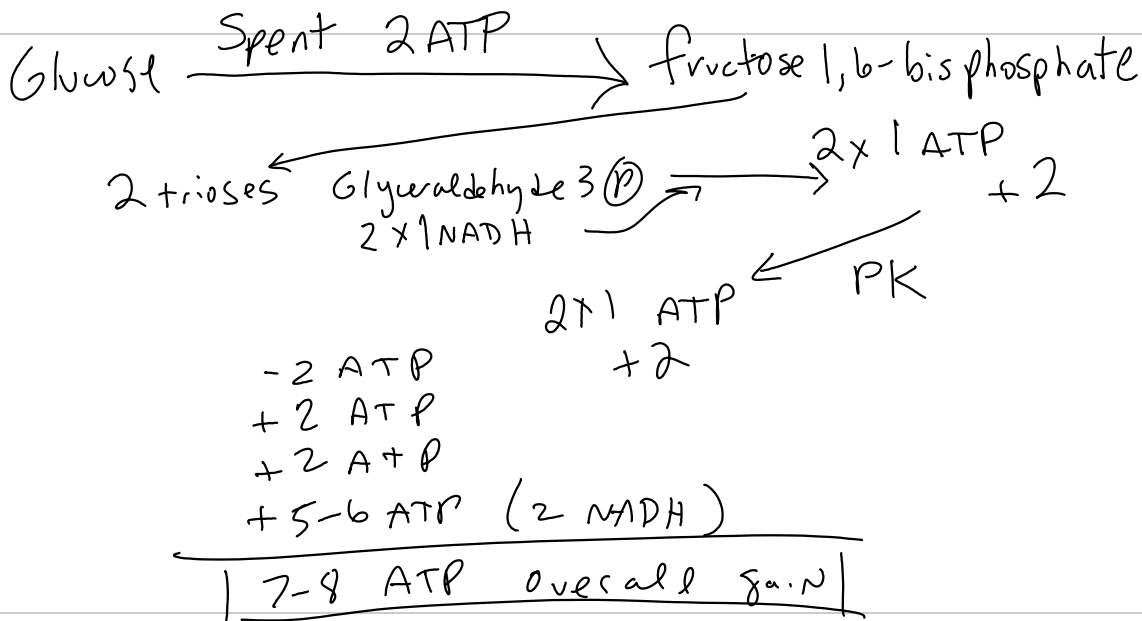 Spent 2 ATP
Glucose fructose 1,6-bisphosphate
2 trioses Glyceraldehyde 3 P 2 x 1 ATP
+ 2
2 x 1 NADH
PK
2x1 ATP
+ 2
- 2 ATP
+ 2 ATP
+ 2 ATP
+ 5-6 ATP (2 NADH)
7-8 ATP overall gain